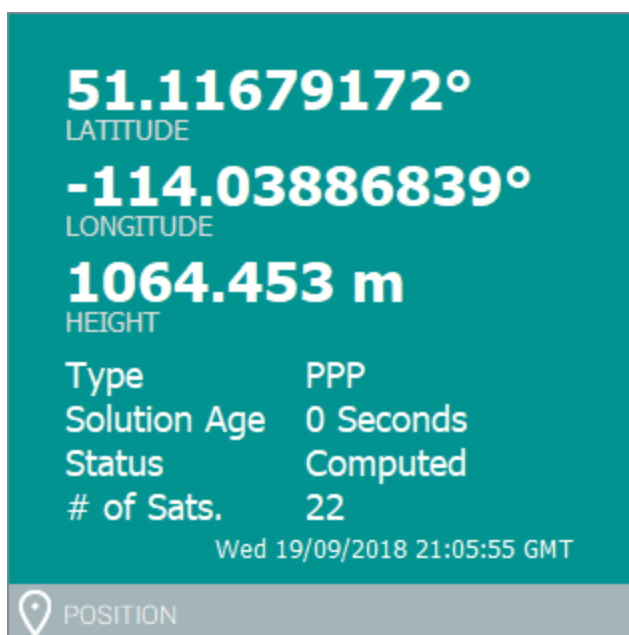 51.11679172°
LATITUDE
-114.03886839°
LONGITUDE
1064.453 m
HEIGHT
Type PPP
Solution Age 0 Seconds
Status Computed
# of Sats. 22
Wed 19/09/2018 21:05:55 GMT
POSITION